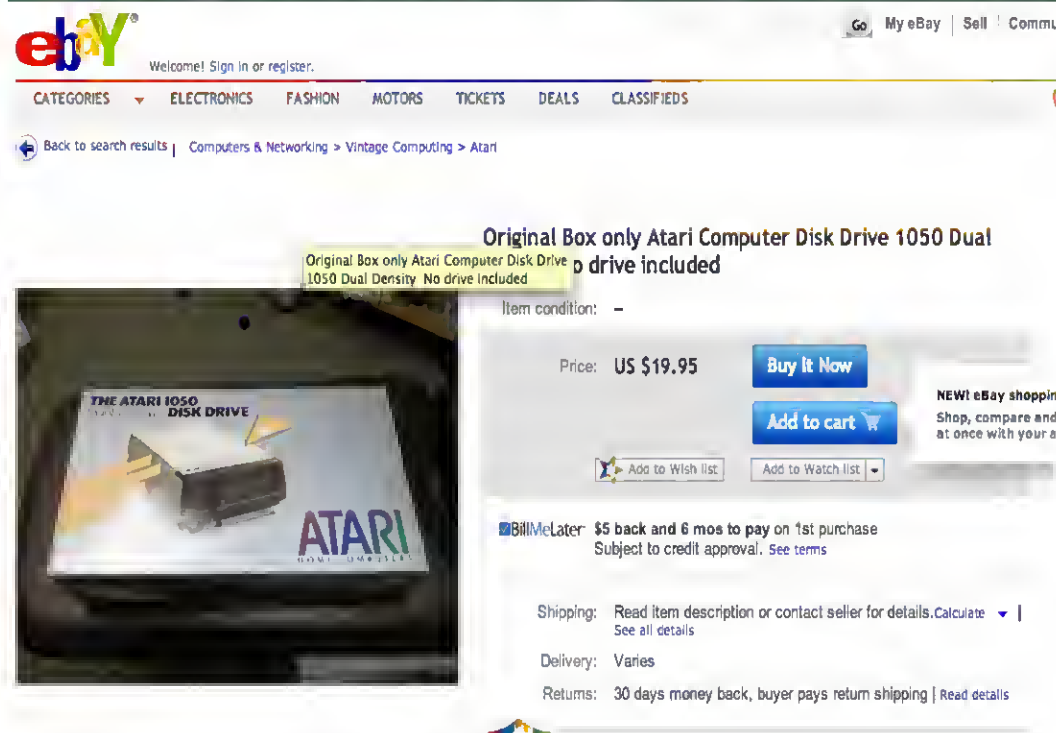 ebaY®
Go My eBay | Sell | Commu
Welcome! Sign in or register.
CATEGORIES ELECTRONICS FASHION MOTORS TICKETS DEALS CLASSIFIEDS
Back to search results | Computers & Networking > Vintage Computing > Atari
Original Box only Atari Computer Disk Drive 1050 Dual
o drive included
Original Box only Atari Computer Disk Drive
1050 Dual Density No drive Included
Item condition: –
Price: US $19.95 Buy It Now
Add to cart
NEW! eBay shoppin
Shop, compare and
at once with your a
Add to Wish list Add to Watch list
THE ATARI 1050
DISK DRIVE
ATARI
HOME COMPUTERS
BillMeLater $5 back and 6 mos to pay on 1st purchase
Subject to credit approval. See terms
Shipping: Read item description or contact seller for details. Calculate |
See all details
Delivery: Varies
Returns: 30 days money back, buyer pays return shipping | Read details